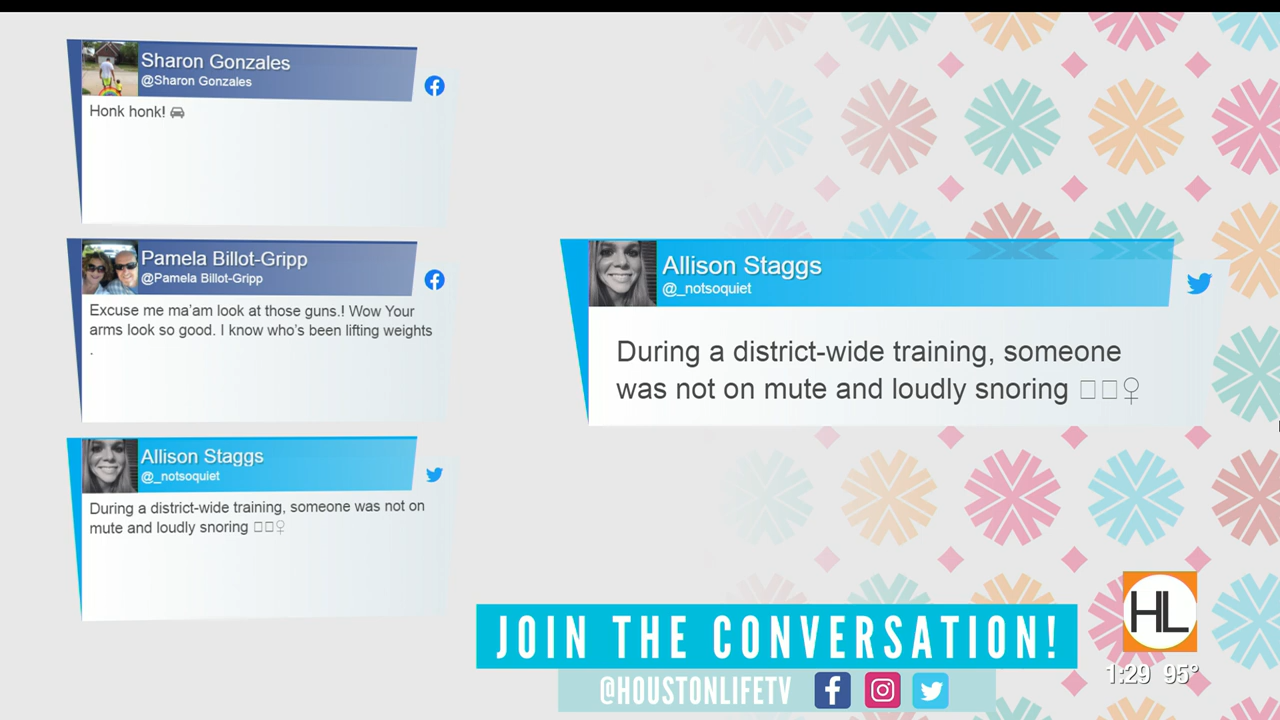 Sharon Gonzales
@Sharon Gonzales
Honk honk! 🚘
Pamela Billot-Gripp
@Pamela Billot-Gripp
Excuse me ma'am look at those guns.! Wow Your
arms look so good. I know who's been lifting weights
.
Allison Staggs
@_notsoquiet
During a district-wide training, someone was not on
mute and loudly snoring □□♀
Allison Staggs
@_notsoquiet
During a district-wide training, someone
was not on mute and loudly snoring □□♀
JOIN THE CONVERSATION!
@HOUSTONLIFETV
HL
1:29 95°